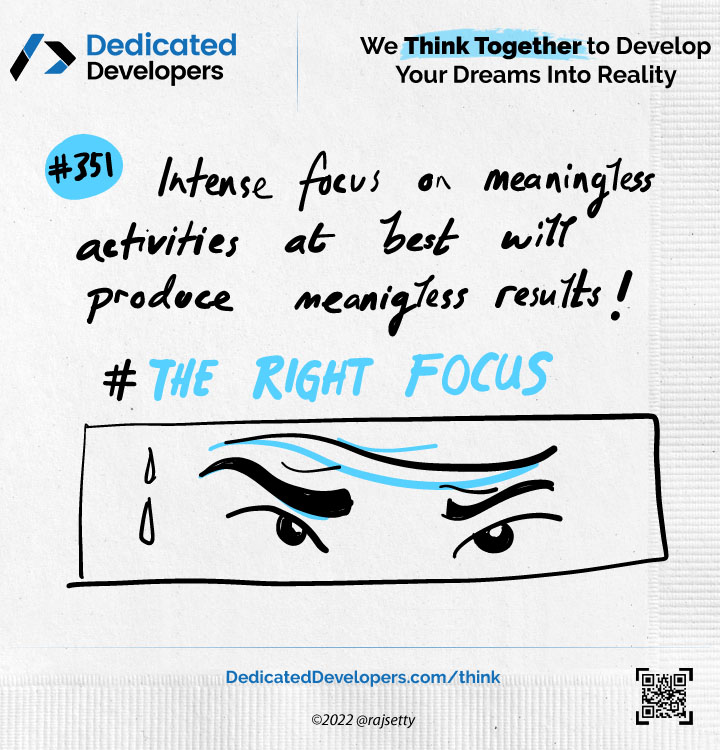 Dedicated
Developers
We Think Together to Develop
Your Dreams Into Reality
#351
Intense focus on meaningless
activities at best will
produce meanigless results!
# THE RIGHT FOCUS
DedicatedDevelopers.com/think
©2022 @rajsetty